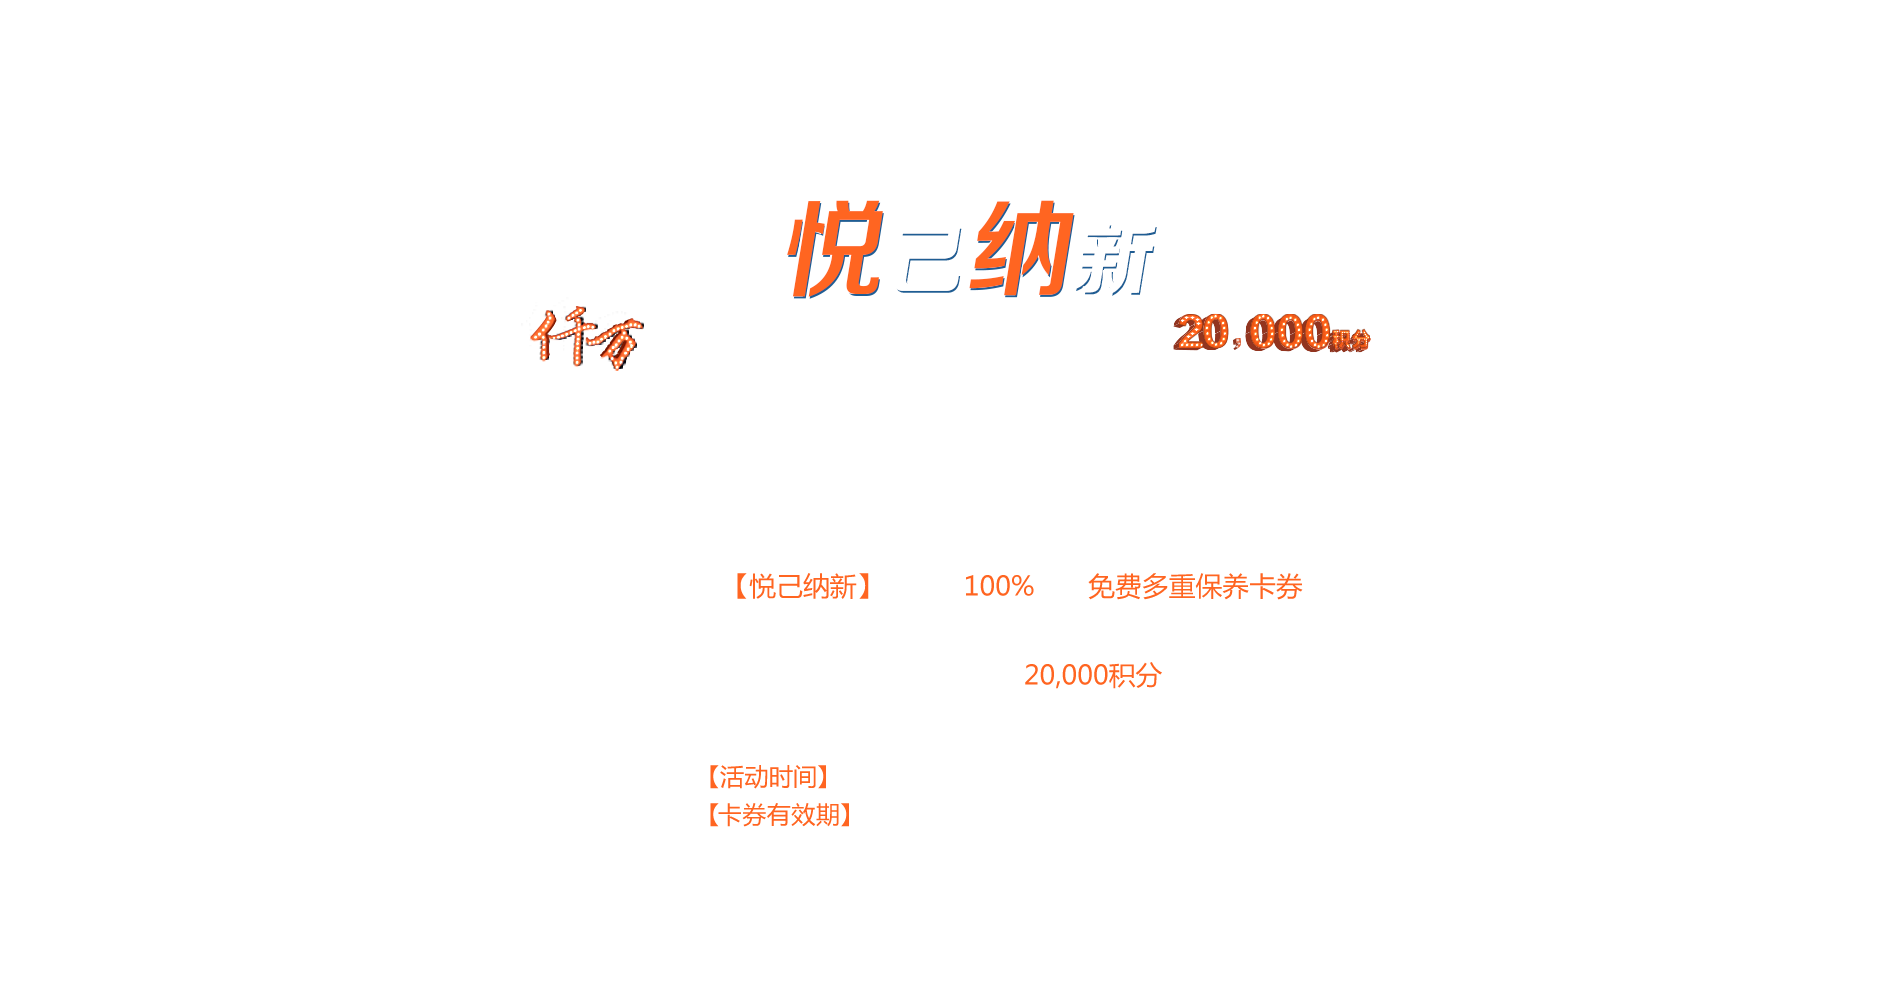 悦己纳新
仟万 20,000积分
【悦己纳新】 100% 免费多重保养卡券
20,000积分
【活动时间】
【卡券有效期】